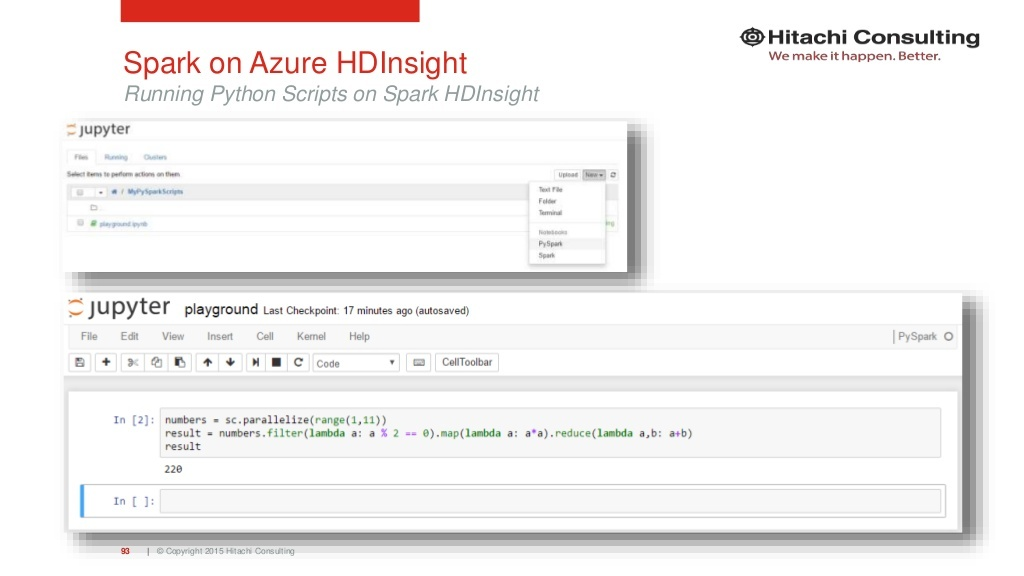 Hitachi Consulting
We make it happen. Better.
Spark on Azure HDInsight
Running Python Scripts on Spark HDInsight
jupyter
Files Running Clusters
Select items to perform actions on them.
Upload New
/ MyPySparkScripts
Text File
Folder
Terminal
playground.ipynb
Notebooks
PySpark
Spark
jupyter playground Last Checkpoint: 17 minutes ago (autosaved)
File Edit View Insert Cell Kernel Help
PySpark
Code
CellToolbar
In [2]: numbers = sc.parallelize(range(1,11))
result = numbers.filter(lambda a: a % 2 == 0).map(lambda a: a*a).reduce(lambda a,b: a+b)
result
220
In [ ]:
93 | © Copyright 2015 Hitachi Consulting